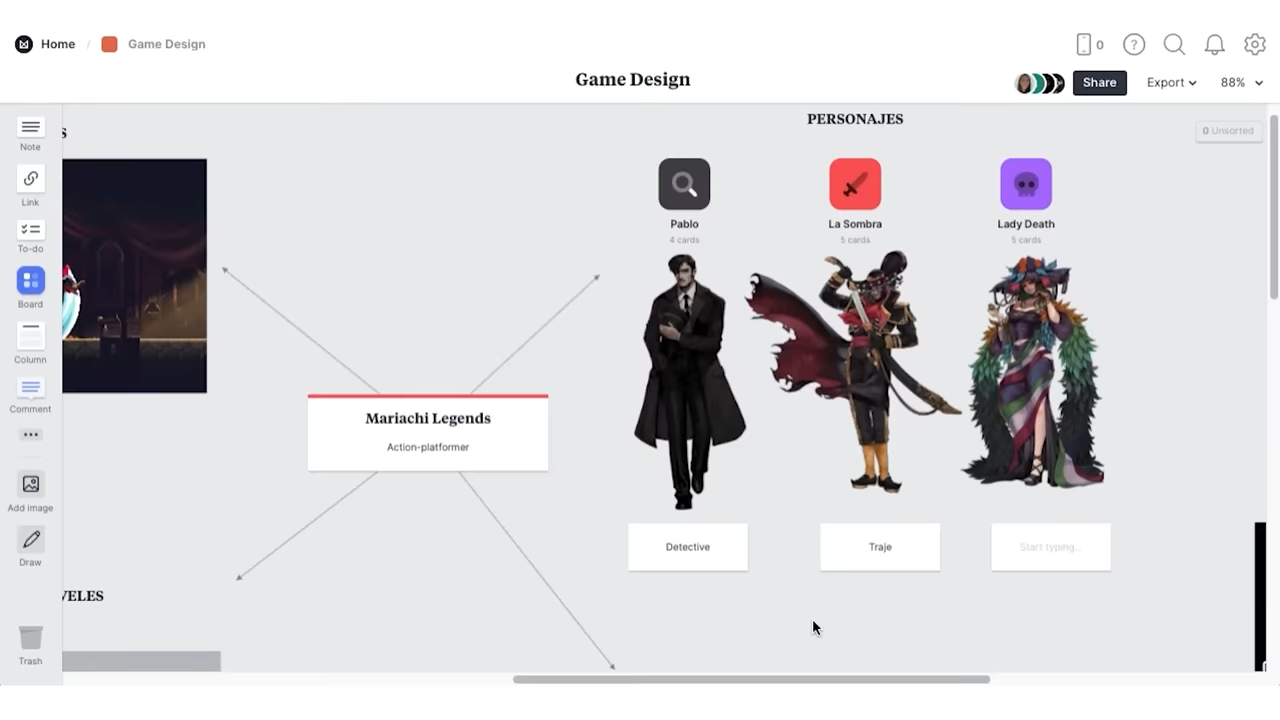 Home / Game Design
0
Game Design
Share
Export
88%
Note
Link
To-do
Board
Column
Comment
Add image
Draw
Trash
S
PERSONAJES
0 Unsorted
Pablo
4 cards
La Sombra
5 cards
Lady Death
5 cards
Mariachi Legends
Action-platformer
Detective
Traje
Start typing...
VELES